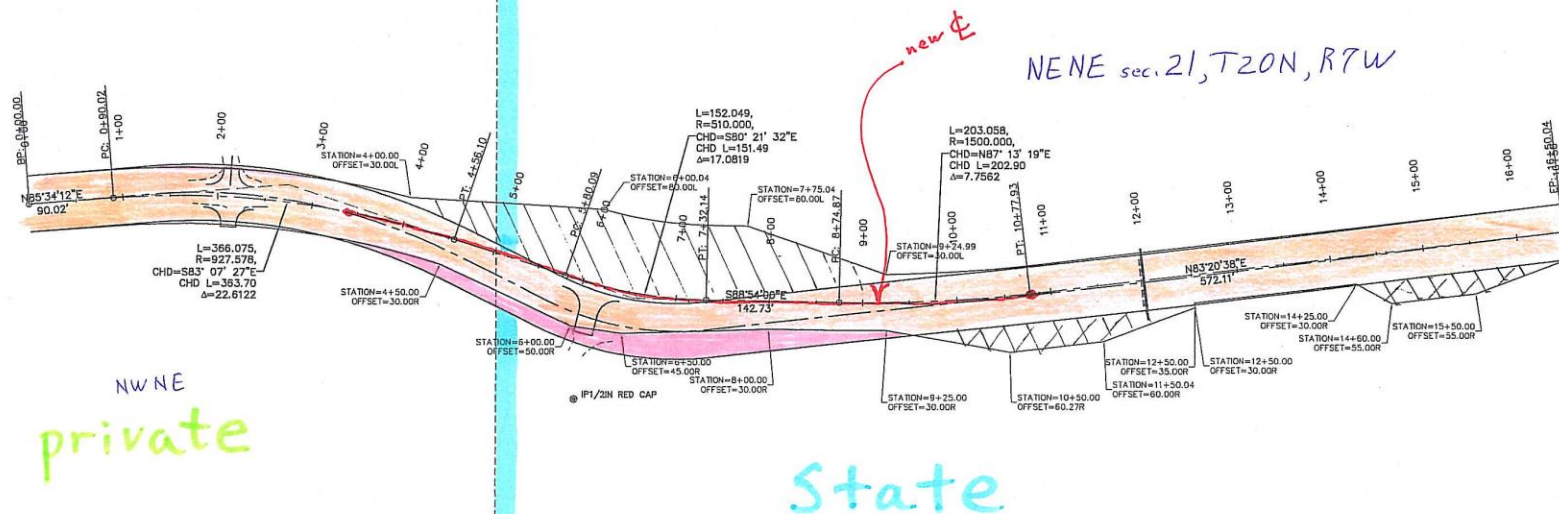 new ℄
NENE sec. 21, T20N, R7W
BP: 0+00.00
0+00
PC: 0+90.02
1+00
2+00
3+00
STATION=4+00.00
OFFSET=30.00L
4+00
PT: 4+56.10
5+00
PC: 5+80.09
6+00
STATION=6+00.04
OFFSET=80.00L
L=152.049,
R=510.000,
CHD=S80° 21' 32"E
CHD L=151.49
Δ=17.0819
7+00
PT: 7+32.14
STATION=7+75.04
OFFSET=80.00L
8+00
PC: 8+74.87
9+00
STATION=9+24.99
OFFSET=30.00L
L=203.058,
R=1500.000,
CHD=N87° 13' 19"E
CHD L=202.90
Δ=7.7562
10+00
PT: 10+77.93
11+00
12+00
13+00
14+00
15+00
16+00
EP: 16+50.04
16+50
N85°34'12"E
90.02'
L=366.075,
R=927.578,
CHD=S83° 07' 27"E
CHD L=363.70
Δ=22.6122
S88°54'00"E
142.73'
N83°20'38"E
572.11'
STATION=4+50.00
OFFSET=30.00R
STATION=6+00.00
OFFSET=50.00R
STATION=6+50.00
OFFSET=45.00R
STATION=8+00.00
OFFSET=30.00R
STATION=9+25.00
OFFSET=30.00R
STATION=10+50.00
OFFSET=60.27R
STATION=11+50.04
OFFSET=60.00R
STATION=12+50.00
OFFSET=35.00R
STATION=12+50.00
OFFSET=30.00R
STATION=14+25.00
OFFSET=30.00R
STATION=14+60.00
OFFSET=55.00R
STATION=15+50.00
OFFSET=55.00R
IP1/2IN RED CAP
NWNE
private
State